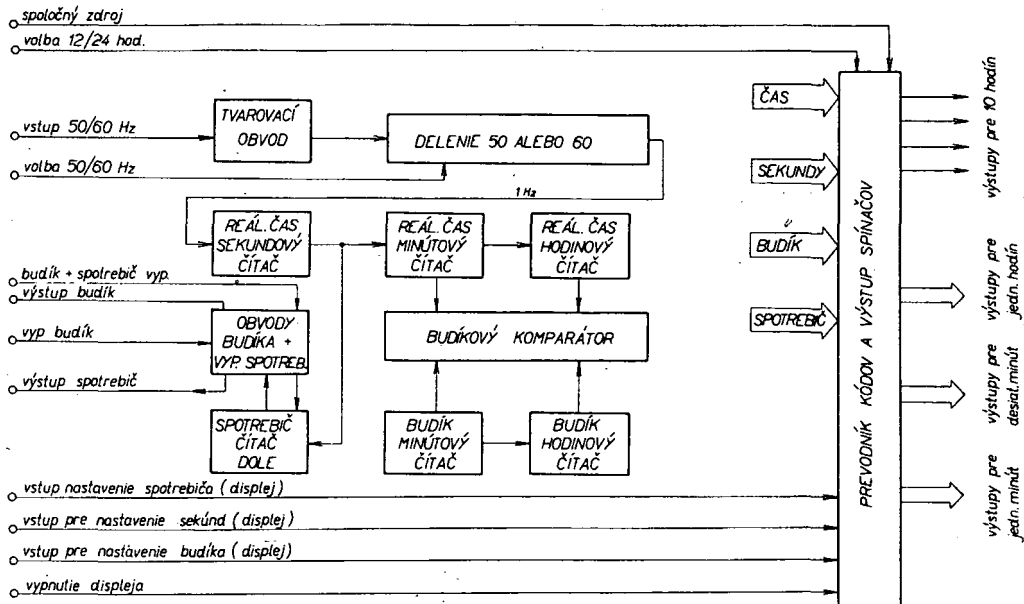 spoločný zdroj
volba 12/24 hod.
vstup 50/60 Hz
TVAROVACÍ
OBVOD
DELENIE 50 ALEBO 60
volba 50/60 Hz
1 Hz
REÁL. ČAS
SEKUNDOVÝ
ČÍTAČ
REÁL. ČAS
MINÚTOVÝ
ČÍTAČ
REÁL. ČAS
HODINOVÝ
ČÍTAČ
budík + spotrebič vyp.
výstup budík
vyp budík
výstup spotrebič
OBVODY
BUDÍKA +
VYP. SPOTREB.
BUDÍKOVÝ KOMPARÁTOR
SPOTREBIČ
ČÍTAČ
DOLE
BUDÍK
MINÚTOVÝ
ČÍTAČ
BUDÍK
HODINOVÝ
ČÍTAČ
vstup nastavenie spotrebiča (displej)
vstup pre nastavenie sekúnd (displej)
vstup pre nastavenie budíka (displej)
vypnutie displeja
ČAS
SEKUNDY
BUDÍK
SPOTREBIČ
PREVODNÍK KÓDOV A VÝSTUP SPÍNAČOV
výstupy pre 10 hodín
výstupy pre
jedn. hodín
výstupy pre
desiat. minút
výstupy pre
jedn. minút